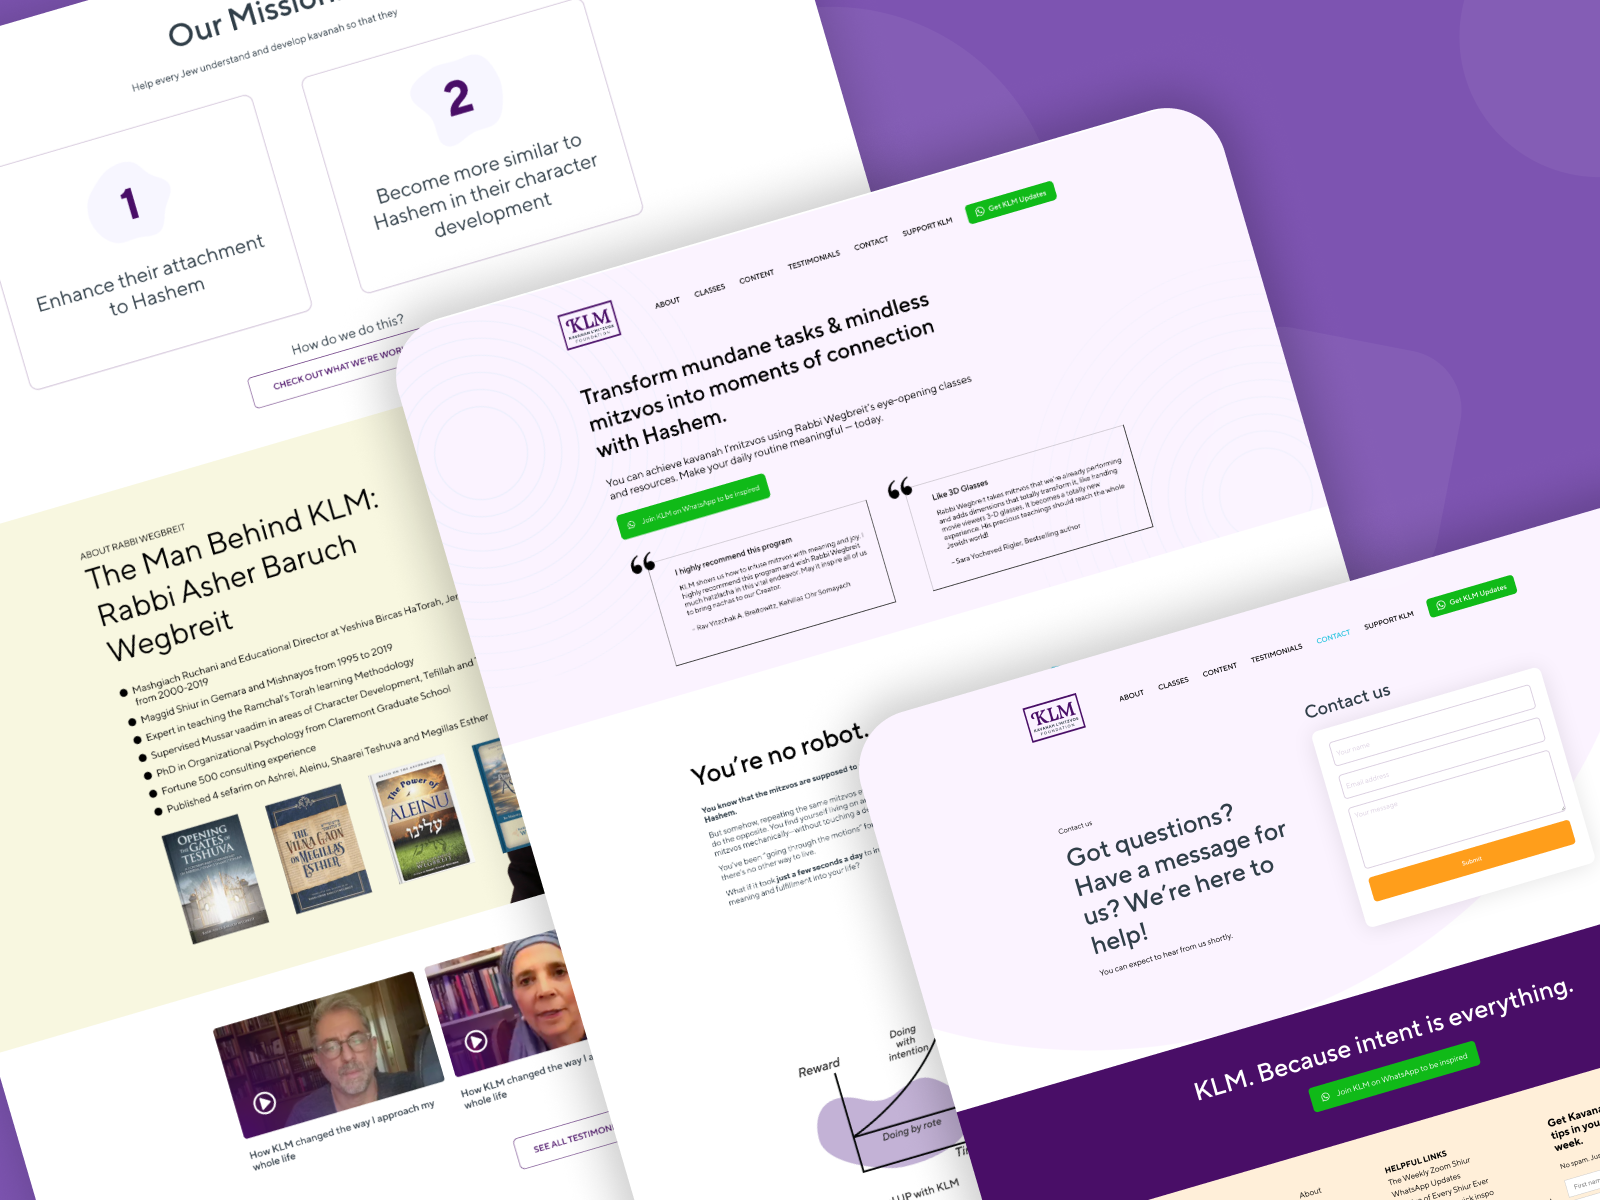 Our Mission
Help every Jew understand and develop kavanah so that they
1
Enhance their attachment
to Hashem
2
Become more similar to
Hashem in their character
development
How do we do this?
CHECK OUT WHAT WE'RE
ABOUT RABBI WEGBREIT
The Man Behind KLM:
Rabbi Asher Baruch
Wegbreit
Mashgiach Ruchani and Educational Director at Yeshiva Bircas HaTorah,
from 2000-2019
Maggid Shiur in Gemara and Mishnayos from 1995 to 2019
Expert in teaching the Ramchal's Torah learning Methodology
Supervised Mussar vaadim in areas of Character Development, Tefillah and
PhD in Organizational Psychology from Claremont Graduate School
Fortune 500 consulting experience
Published 4 sefarim on Ashrei, Aleinu, Shaarei Teshuva and Megillas Esther
OPENING
THE GATES OF
TESHUVA
THE
VILNA GAON
ON MEGILLAS
ESTHER
The Power of
ALEINU
עלינו
WEGBREIT
How KLM changed the way I approach my
whole life
How KLM changed the way I a
whole life
SEE ALL
KLM
KAVANAH L'MITZVOS
FOUNDATION
ABOUT
CLASSES
CONTENT
TESTIMONIALS
CONTACT
SUPPORT KLM
Get KLM Updates
Transform mundane tasks & mindless
mitzvos into moments of connection
with Hashem.
You can achieve kavanah l'mitzvos using Rabbi Wegbreit's eye-opening classes
and resources. Make your daily routine meaningful — today.
Join KLM on WhatsApp to be inspired
“
I highly recommend this program
KLM shows us how to infuse mitzvos with meaning and joy. I
highly recommend this program and wish Rabbi Wegbreit
much hatzlacha in this vital endeavor. May it inspire all of us
to bring nachas to our Creator.
- Rav Yitzchak A. Breitowitz, Kehillas Ohr Somayach
“
Like 3D Glasses
Rabbi Wegbreit takes mitzvos that we're already performing
and adds dimensions that totally transform it, like handing
movie viewers 3-D glasses. It becomes a totally new
experience. His precious teachings should reach the whole
Jewish world!
- Sara Yocheved Rigler, Bestselling author
You're no robot.
You know that the mitzvos are supposed to
Hashem.
But somehow, repeating the same mitzvos
do the opposite. You find yourself living on
mitzvos mechanically—without touching a
You've been "going through the motions"
there's no other way to live.
What if it took just a few seconds a day to
meaning and fulfillment into your life?
Reward
Doing
with
intention
Doing by rote
UP with KLM
KLM
KAVANAH L'MITZVOS
FOUNDATION
ABOUT
CLASSES
CONTENT
TESTIMONIALS
CONTACT
SUPPORT KLM
Get KLM Updates
Contact us
Your name
Email address
Your message
Submit
Contact us
Got questions?
Have a message for
us? We're here to
help!
You can expect to hear from us shortly.
KLM. Because intent is everything.
Join KLM on WhatsApp to be inspired
About
HELPFUL LINKS
The Weekly Zoom Shiur
WhatsApp Updates
of Every Shiur Ever
Get
tips in
week.
No spam.
First